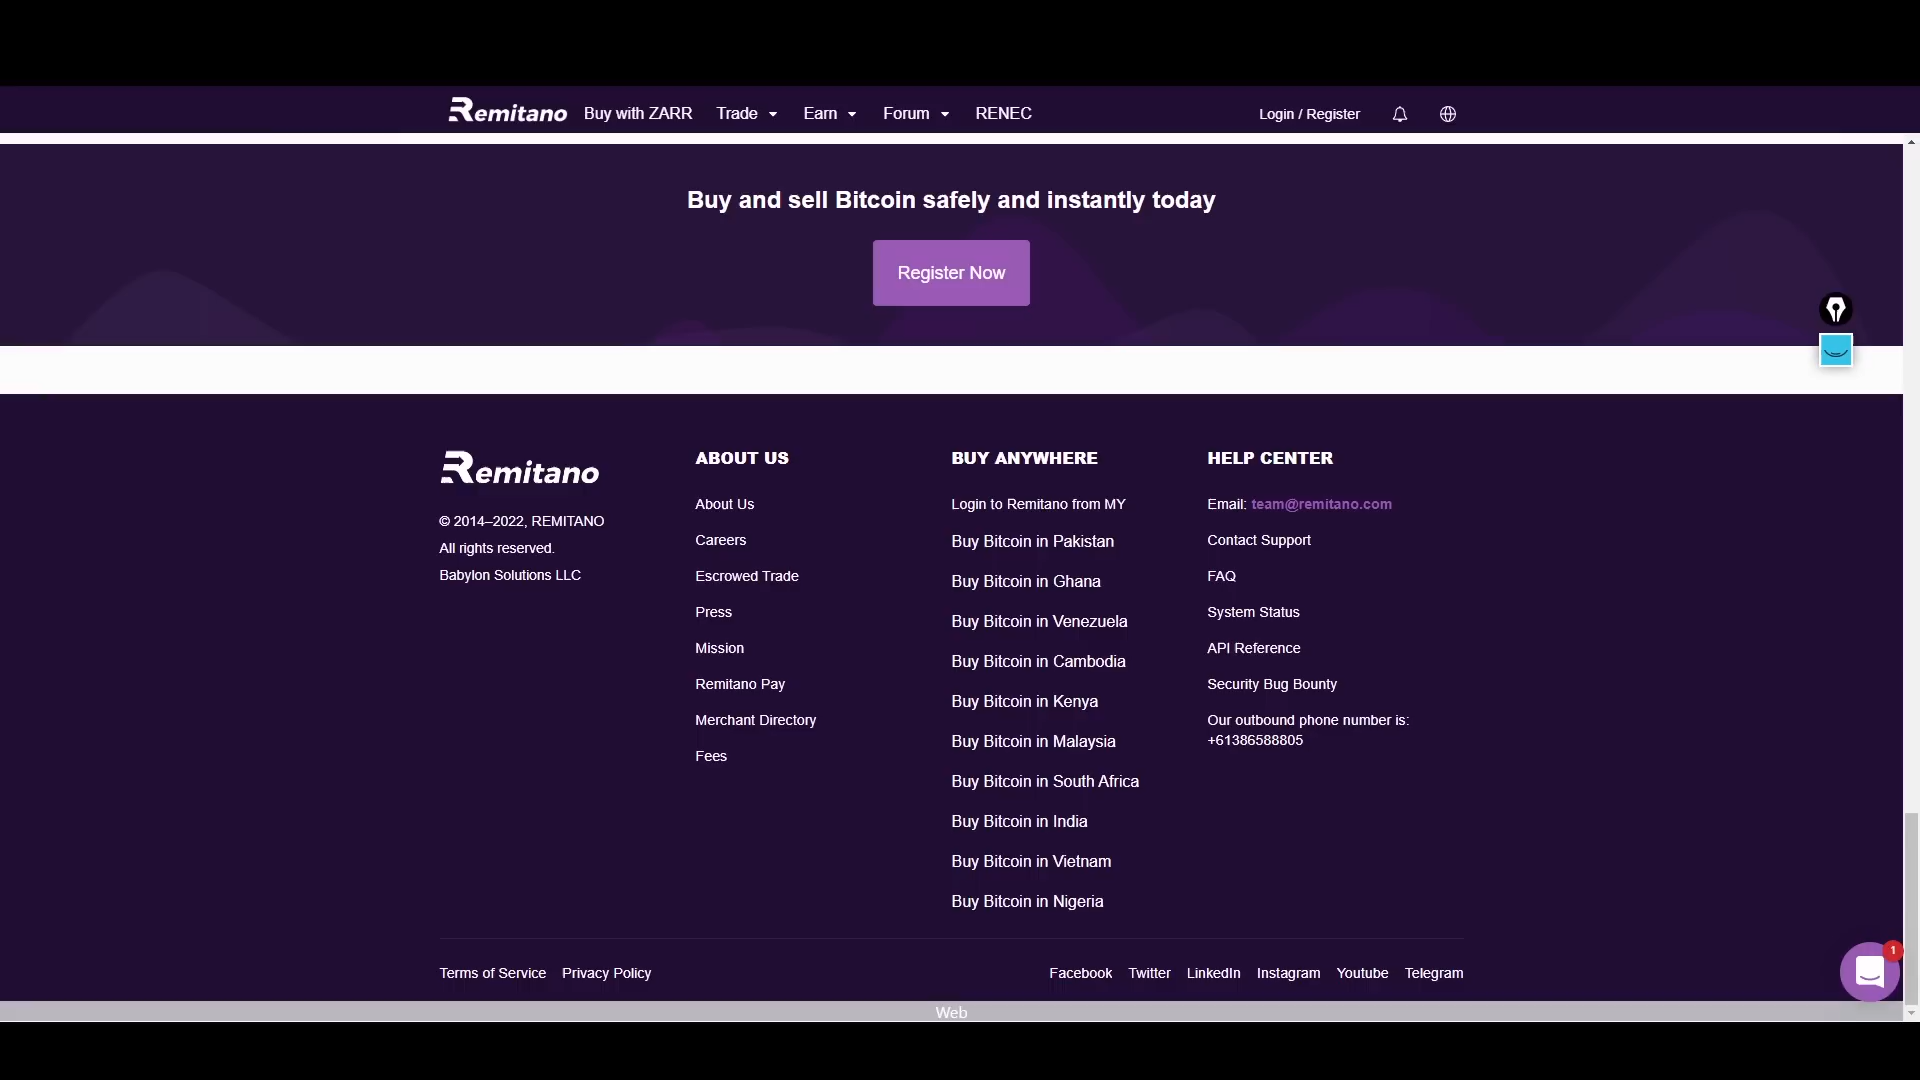 Remitano Buy with ZARR Trade Earn Forum RENEC Login / Register
Buy and sell Bitcoin safely and instantly today
Register Now
Remitano
© 2014–2022, REMITANO
All rights reserved.
Babylon Solutions LLC
ABOUT US
About Us
Careers
Escrowed Trade
Press
Mission
Remitano Pay
Merchant Directory
Fees
BUY ANYWHERE
Login to Remitano from MY
Buy Bitcoin in Pakistan
Buy Bitcoin in Ghana
Buy Bitcoin in Venezuela
Buy Bitcoin in Cambodia
Buy Bitcoin in Kenya
Buy Bitcoin in Malaysia
Buy Bitcoin in South Africa
Buy Bitcoin in India
Buy Bitcoin in Vietnam
Buy Bitcoin in Nigeria
HELP CENTER
Email: team@remitano.com
Contact Support
FAQ
System Status
API Reference
Security Bug Bounty
Our outbound phone number is:
+61386588805
Terms of Service Privacy Policy Facebook Twitter LinkedIn Instagram Youtube Telegram
1
Web